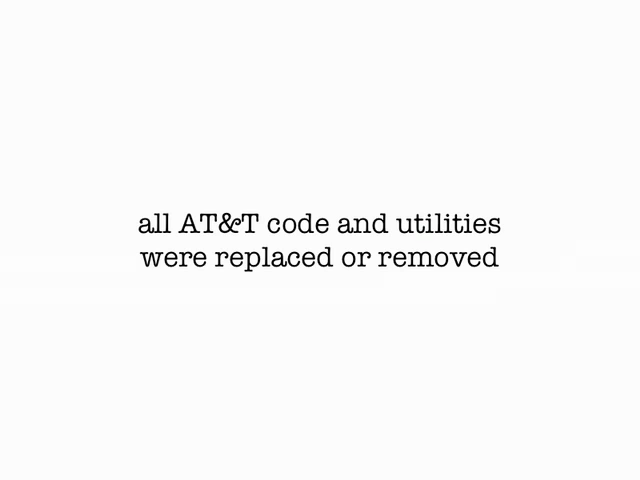 all AT&T code and utilities
were replaced or removed